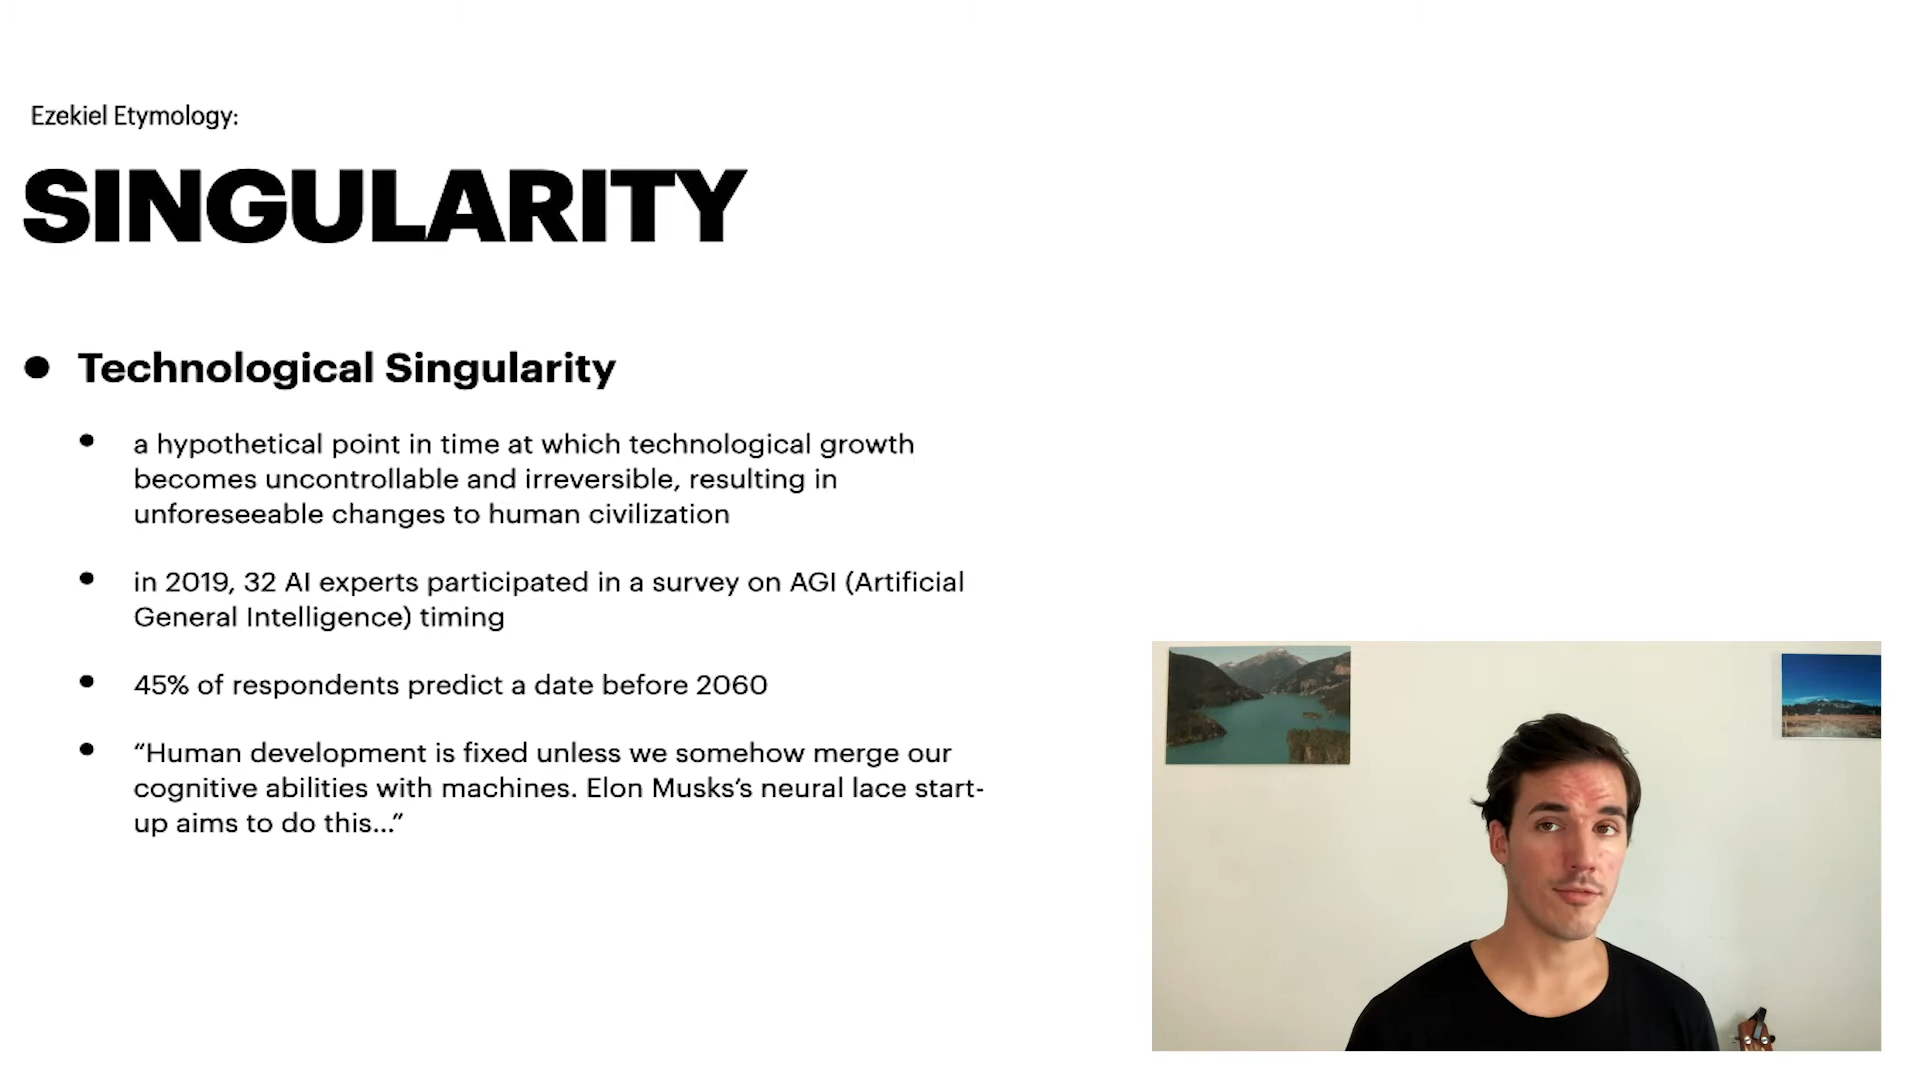 Ezekiel Etymology:
SINGULARITY
Technological Singularity
a hypothetical point in time at which technological growth
becomes uncontrollable and irreversible, resulting in
unforeseeable changes to human civilization
in 2019, 32 AI experts participated in a survey on AGI (Artificial
General Intelligence) timing
45% of respondents predict a date before 2060
“Human development is fixed unless we somehow merge our
cognitive abilities with machines. Elon Musks’s neural lace start-
up aims to do this...”